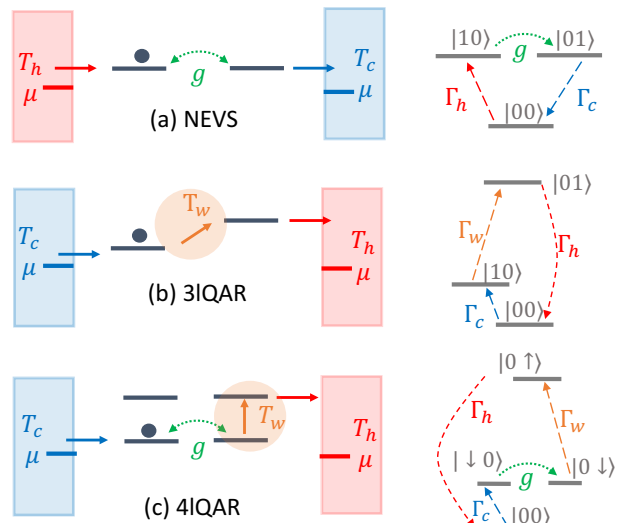 T_h
μ
g
T_c
μ
(a) NEVS
|10⟩
g
|01⟩
Γ_h
Γ_c
|00⟩
T_c
μ
T_w
T_h
μ
(b) 3lQAR
|01⟩
Γ_w
Γ_h
|10⟩
|00⟩
Γ_c
T_c
μ
g
T_w
T_h
μ
(c) 4lQAR
|0 ↑⟩
Γ_h
Γ_w
|↓ 0⟩
g
|0 ↓⟩
Γ_c
|00⟩